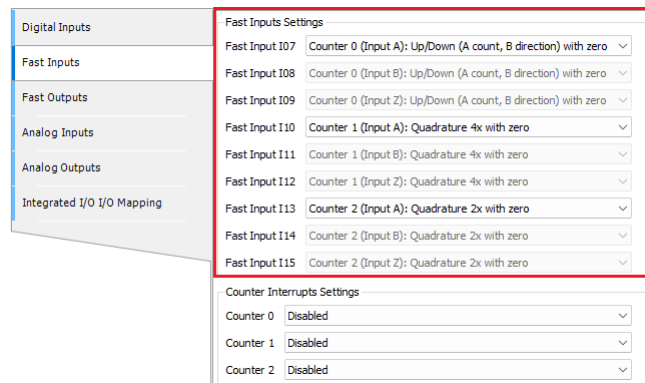 Digital Inputs
Fast Inputs
Fast Outputs
Analog Inputs
Analog Outputs
Integrated I/O I/O Mapping
Fast Inputs Settings
Fast Input I07 Counter 0 (Input A): Up/Down (A count, B direction) with zero
Fast Input I08 Counter 0 (Input B): Up/Down (A count, B direction) with zero
Fast Input I09 Counter 0 (Input Z): Up/Down (A count, B direction) with zero
Fast Input I10 Counter 1 (Input A): Quadrature 4x with zero
Fast Input I11 Counter 1 (Input B): Quadrature 4x with zero
Fast Input I12 Counter 1 (Input Z): Quadrature 4x with zero
Fast Input I13 Counter 2 (Input A): Quadrature 2x with zero
Fast Input I14 Counter 2 (Input B): Quadrature 2x with zero
Fast Input I15 Counter 2 (Input Z): Quadrature 2x with zero
Counter Interrupts Settings
Counter 0 Disabled
Counter 1 Disabled
Counter 2 Disabled